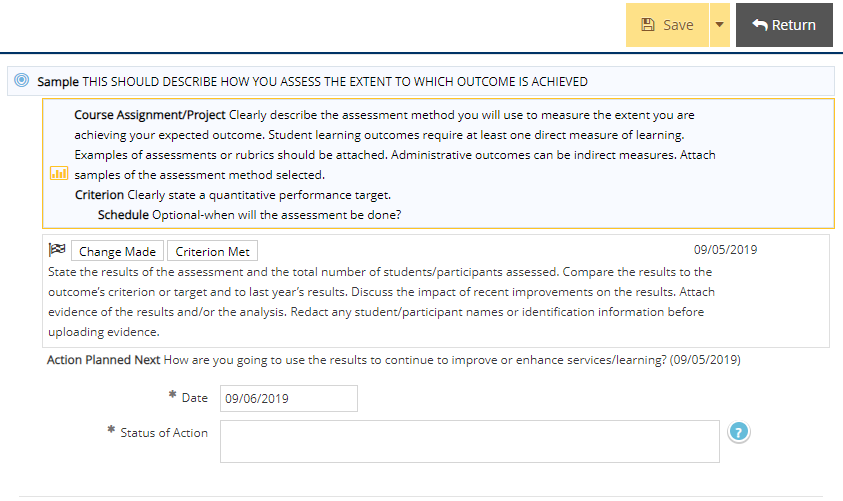 Save
Return
Sample THIS SHOULD DESCRIBE HOW YOU ASSESS THE EXTENT TO WHICH OUTCOME IS ACHIEVED
Course Assignment/Project Clearly describe the assessment method you will use to measure the extent you are
achieving your expected outcome. Student learning outcomes require at least one direct measure of learning.
Examples of assessments or rubrics should be attached. Administrative outcomes can be indirect measures. Attach
samples of the assessment method selected.
Criterion Clearly state a quantitative performance target.
Schedule Optional-when will the assessment be done?
Change Made Criterion Met 09/05/2019
State the results of the assessment and the total number of students/participants assessed. Compare the results to the
outcome's criterion or target and to last year's results. Discuss the impact of recent improvements on the results. Attach
evidence of the results and/or the analysis. Redact any student/participant names or identification information before
uploading evidence.
Action Planned Next How are you going to use the results to continue to improve or enhance services/learning? (09/05/2019)
* Date 09/06/2019
* Status of Action ?